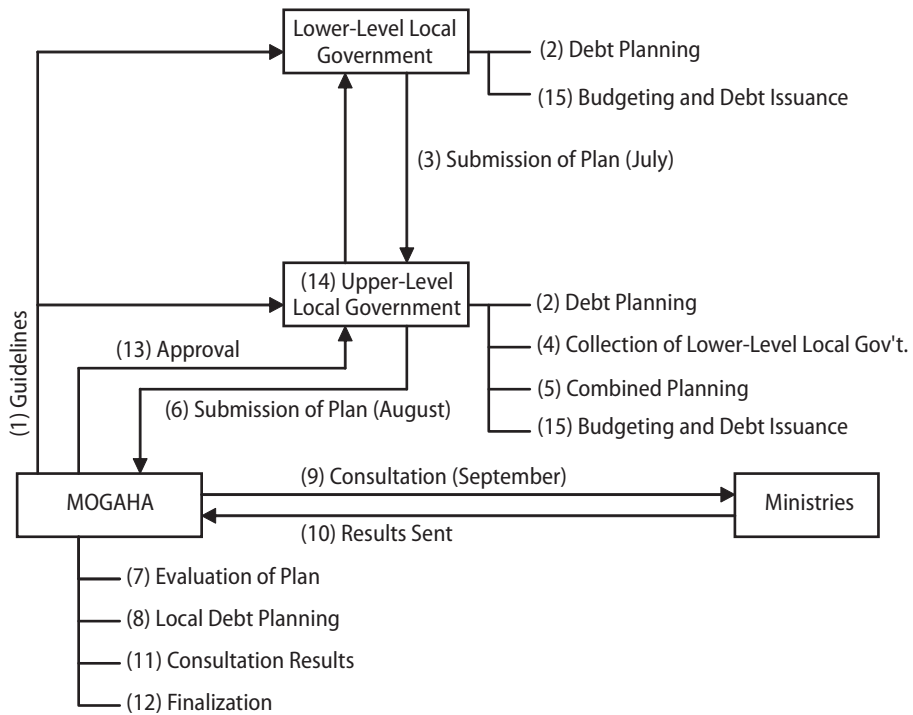 Lower-Level Local
Government
(2) Debt Planning
(15) Budgeting and Debt Issuance
(3) Submission of Plan (July)
(14) Upper-Level
Local Government
(2) Debt Planning
(4) Collection of Lower-Level Local Gov't.
(5) Combined Planning
(15) Budgeting and Debt Issuance
(1) Guidelines
(13) Approval
(6) Submission of Plan (August)
MOGAHA
(9) Consultation (September)
(10) Results Sent
Ministries
(7) Evaluation of Plan
(8) Local Debt Planning
(11) Consultation Results
(12) Finalization